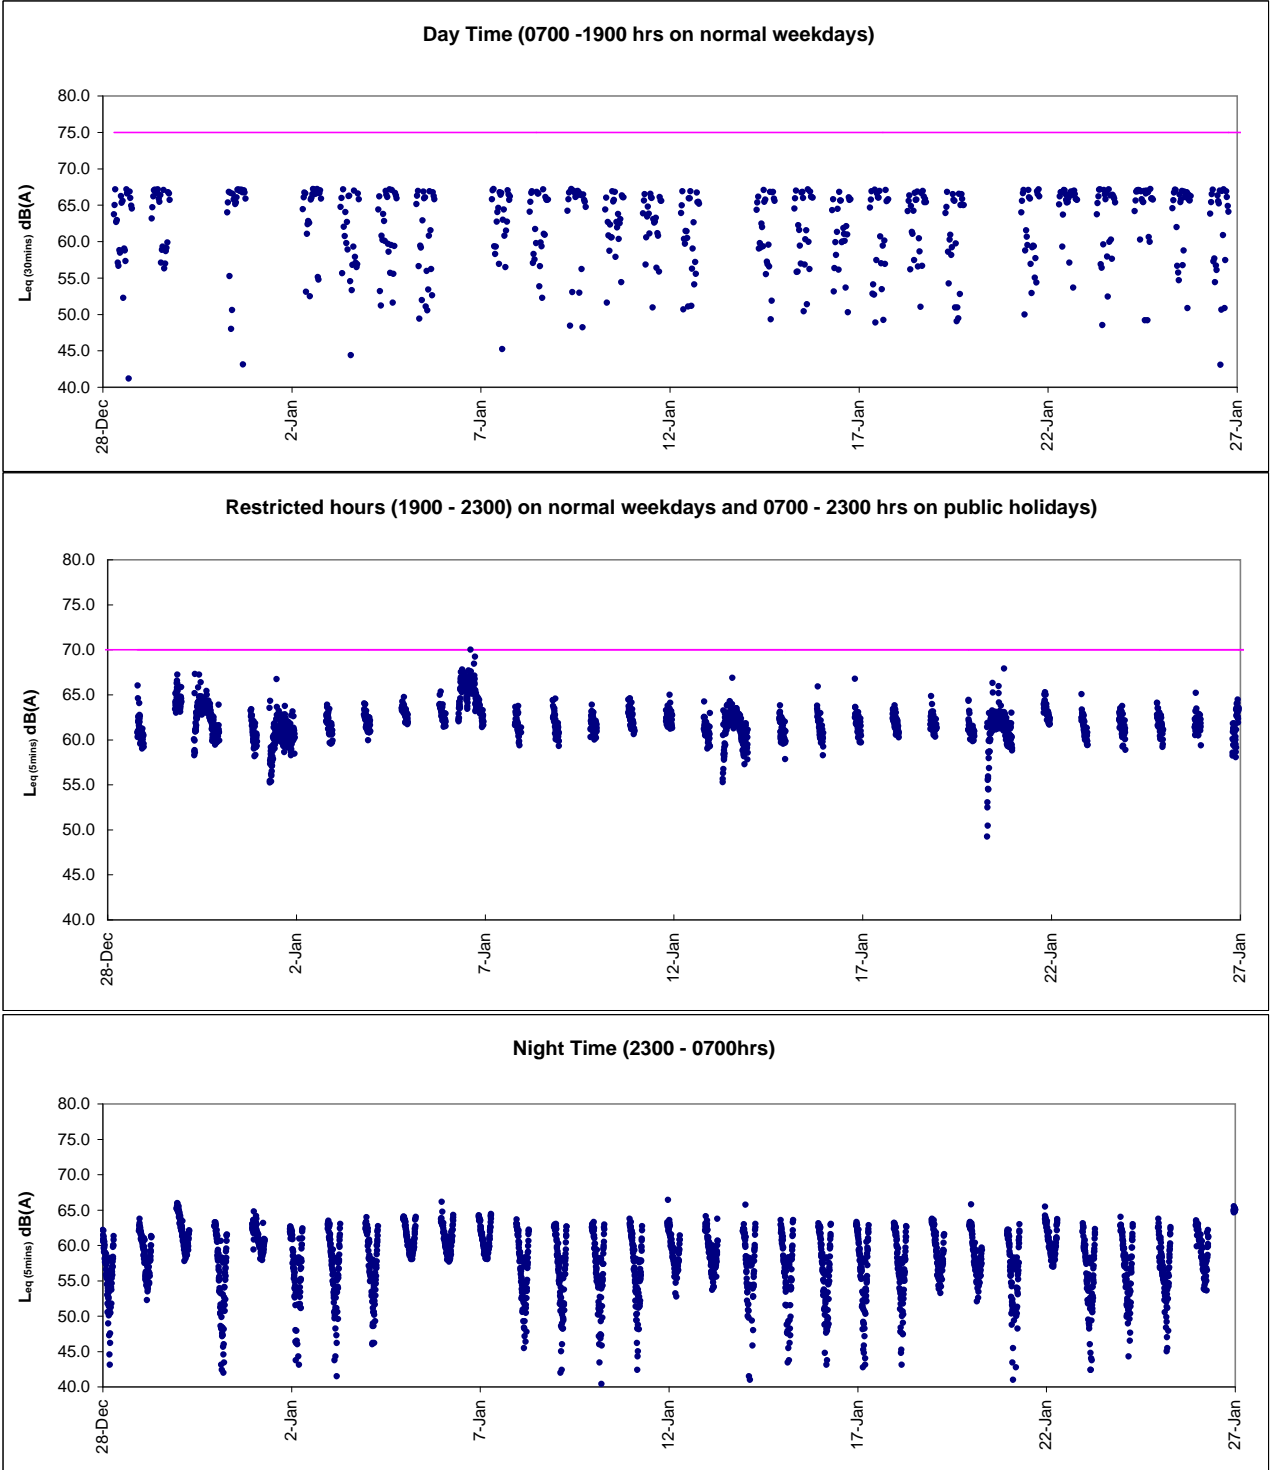 Day Time (0700 -1900 hrs on normal weekdays)
80.0
75.0
70.0
65.0
60.0
55.0
50.0
45.0
40.0
Leq (30mins) dB(A)
28-Dec
2-Jan
7-Jan
12-Jan
17-Jan
22-Jan
27-Jan
Restricted hours (1900 - 2300) on normal weekdays and 0700 - 2300 hrs on public holidays)
80.0
75.0
70.0
65.0
60.0
55.0
50.0
45.0
40.0
Leq (5mins) dB(A)
28-Dec
2-Jan
7-Jan
12-Jan
17-Jan
22-Jan
27-Jan
Night Time (2300 - 0700hrs)
80.0
75.0
70.0
65.0
60.0
55.0
50.0
45.0
40.0
Leq (5mins) dB(A)
28-Dec
2-Jan
7-Jan
12-Jan
17-Jan
22-Jan
27-Jan